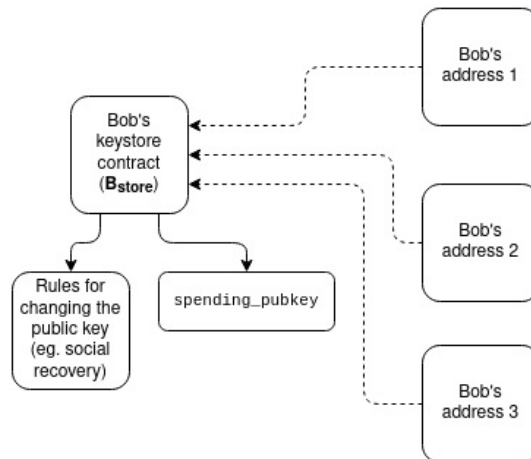 Bob's
address 1
Bob's
keystore
contract
(B_store)
Bob's
address 2
Rules for
changing the
public key
(eg. social
recovery)
spending_pubkey
Bob's
address 3